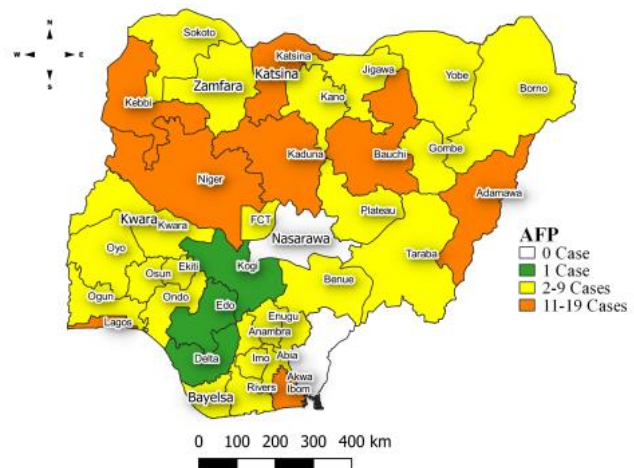 N
W E
S
Sokoto
Katsina
Zamfara
Katsina
Jigawa
Yobe
Borno
Kebbi
Kano
Gombe
Bauchi
Kaduna
Niger
Adamawa
Plateau
FCT
Kwara
Kwara
Nasarawa
Taraba
Oyo
Ekiti
Kogi
Osun
Benue
Ogun
Ondo
Edo
Enugu
Anambra
Lagos
Delta
Imo
Abia
Akwa
Ibom
Rivers
Bayelsa
AFP
0 Case
1 Case
2-9 Cases
11-19 Cases
0 100 200 300 400 km